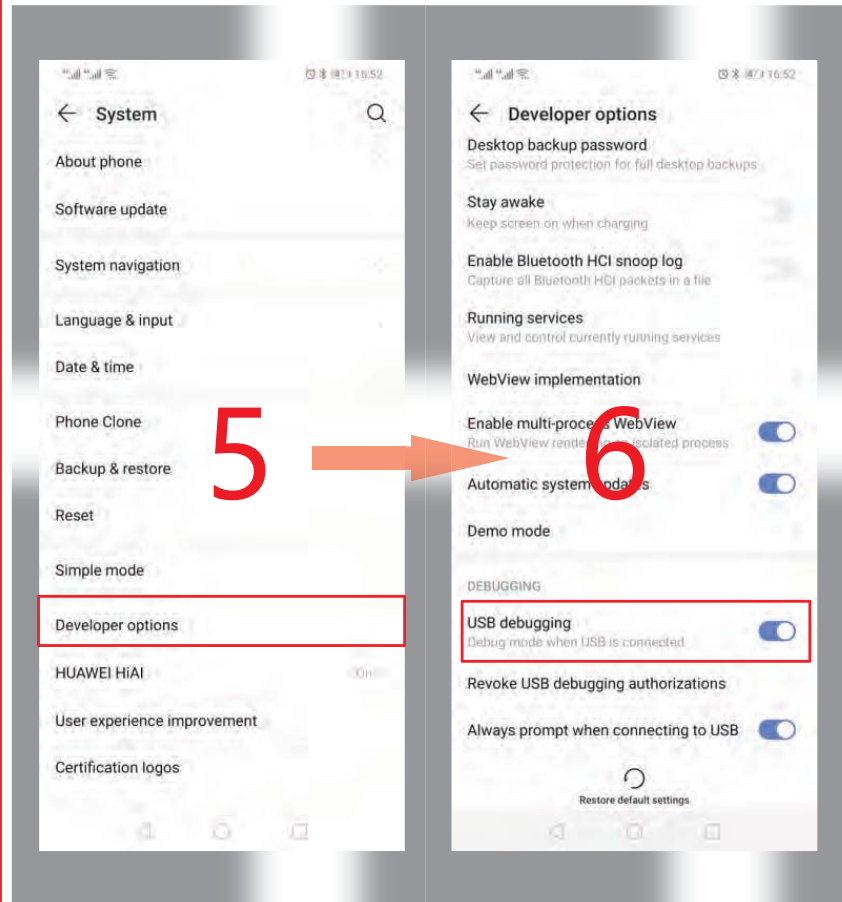 16:52
System
About phone
Software update
System navigation
Language & input
Date & time
Phone Clone
Backup & restore
Reset
Simple mode
Developer options
HUAWEI HiAI
User experience improvement
Certification logos
5
16:52
Developer options
Desktop backup password
Set password protection for full desktop backups
Stay awake
Keep screen on when charging
Enable Bluetooth HCI snoop log
Capture all Bluetooth HCI packets in a file
Running services
View and control currently running services
WebView implementation
Enable multi-process WebView
Run WebView isolated process
Automatic system updates
Demo mode
DEBUGGING
USB debugging
Debug mode when USB is connected
Revoke USB debugging authorizations
Always prompt when connecting to USB
Restore default settings
6